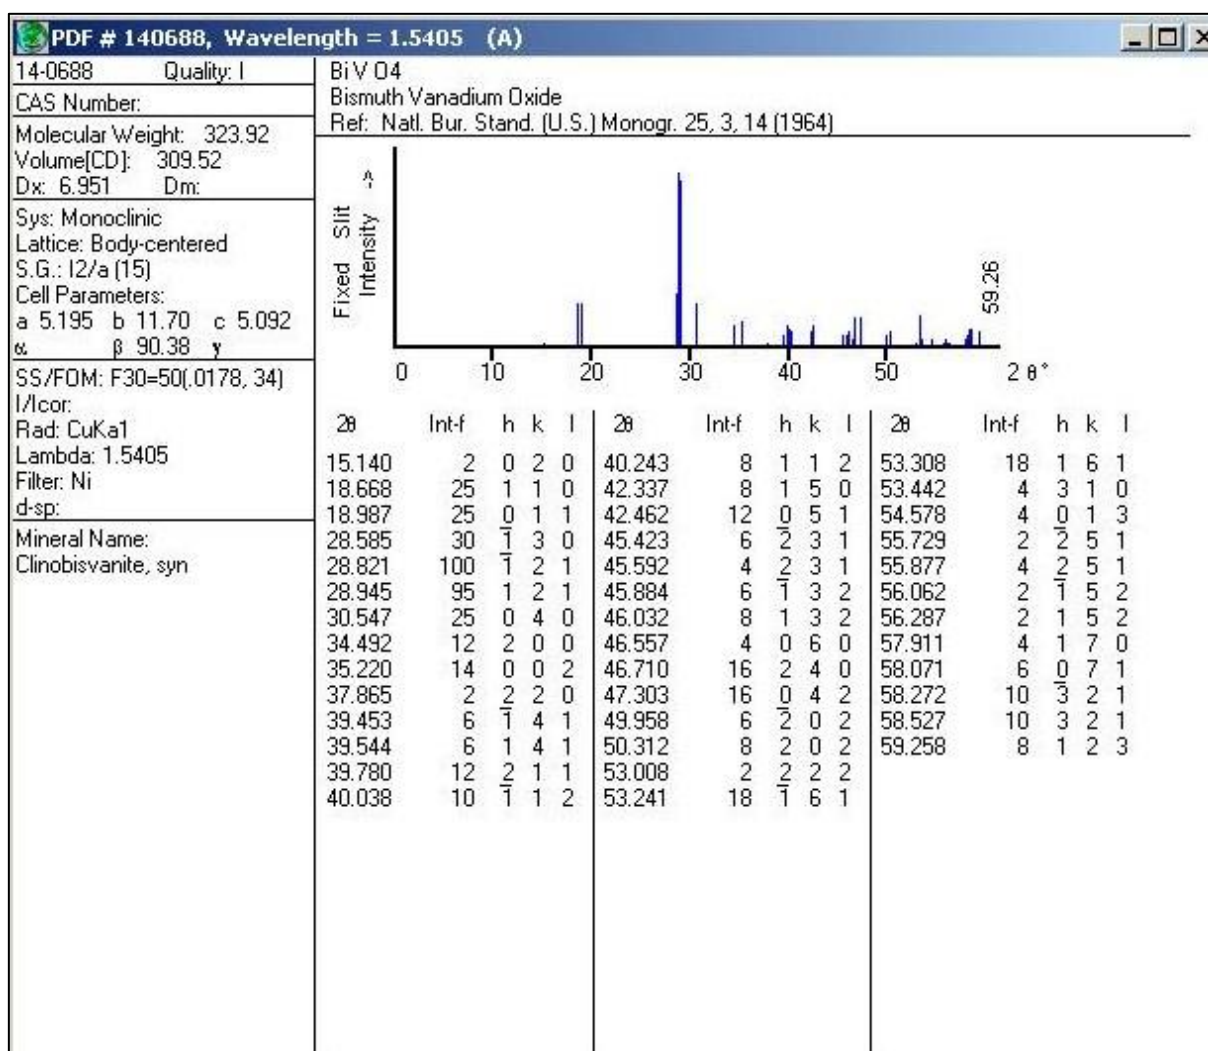 PDF # 140688, Wavelength = 1.5405 (A)
14-0688 Quality: I
CAS Number:
Molecular Weight: 323.92
Volume[CD]: 309.52
Dx: 6.951 Dm:
Sys: Monoclinic
Lattice: Body-centered
S.G.: I2/a (15)
Cell Parameters:
a 5.195 b 11.70 c 5.092
α β 90.38 γ
SS/FOM: F30=50(.0178, 34)
I/Icor:
Rad: CuKa1
Lambda: 1.5405
Filter: Ni
d-sp:
Mineral Name:
Clinobisvanite, syn
Bi V O4
Bismuth Vanadium Oxide
Ref: Natl. Bur. Stand. (U.S.) Monogr. 25, 3, 14 (1964)
Fixed Slit
Intensity ->
59.26
0 10 20 30 40 50 2 θ°
2θ Int-f h k l
15.140 2 0 2 0
18.668 25 1 1 0
18.987 25 0 1 1
28.585 30 1 3 0
28.821 100 1̅ 2 1
28.945 95 1 2 1
30.547 25 0 4 0
34.492 12 2 0 0
35.220 14 0 0 2
37.865 2 2 2 0
39.453 6 1̅ 4 1
39.544 6 1 4 1
39.780 12 2 1 1
40.038 10 1̅ 1 2
2θ Int-f h k l
40.243 8 1 1 2
42.337 8 1 5 0
42.462 12 0 5 1
45.423 6 2̅ 3 1
45.592 4 2 3 1
45.884 6 1̅ 3 2
46.032 8 1 3 2
46.557 4 0 6 0
46.710 16 2 4 0
47.303 16 0 4 2
49.958 6 2̅ 0 2
50.312 8 2 0 2
53.008 2 2 2 2
53.241 18 1̅ 6 1
2θ Int-f h k l
53.308 18 1 6 1
53.442 4 3 1 0
54.578 4 0 1 3
55.729 2 2̅ 5 1
55.877 4 2 5 1
56.062 2 1̅ 5 2
56.287 2 1 5 2
57.911 4 1 7 0
58.071 6 0 7 1
58.272 10 3̅ 2 1
58.527 10 3 2 1
59.258 8 1 2 3